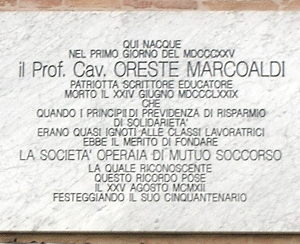 QUI NACQUE
NEL PRIMO GIORNO DEL MDCCCXXV
il Prof. Cav. ORESTE MARCOALDI
PATRIOTTA SCRITTORE EDUCATORE
MORTO IL XXIV GIUGNO MDCCCLXXIX
CHE
QUANDO I PRINCIPII DI PREVIDENZA DI RISPARMIO
DI SOLIDARIETA'
ERANO QUASI IGNOTI ALLE CLASSI LAVORATRICI
EBBE IL MERITO DI FONDARE
LA SOCIETA' OPERAIA DI MUTUO SOCCORSO
LA QUALE RICONOSCENTE
QUESTO RICORDO POSE
IL XXV AGOSTO MCMXII
FESTEGGIANDO IL SUO CINQUANTENARIO